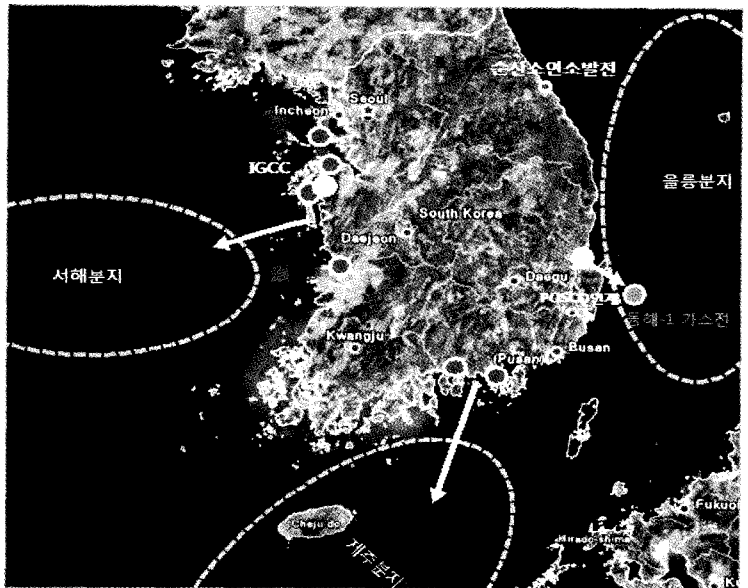 순산소연소발전
Seoul
Incheon
IGCC
울릉분지
South Korea
Daejeon
서해분지
Daegu
POSCO연계
동해-1 가스전
Kwangju
Busan
(Pusan)
Cheju do
제주분지
Fukuo
Hirado-shima
K